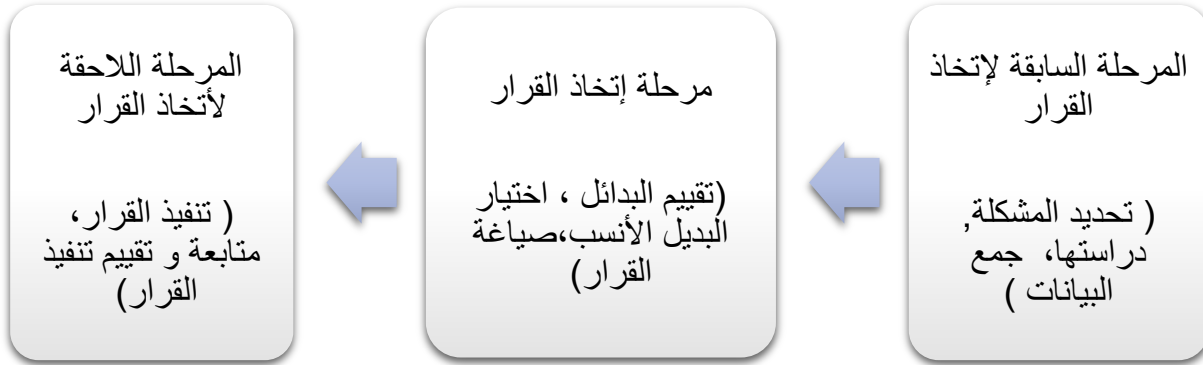 المرحلة السابقة لإتخاذ
القرار
( تحديد المشكلة,
دراستها، جمع
البيانات )
مرحلة إتخاذ القرار
(تقييم البدائل ، اختيار
البديل الأنسب،صياغة
القرار)
المرحلة اللاحقة
لأتخاذ القرار
( تنفيذ القرار،
متابعة و تقييم تنفيذ
القرار)